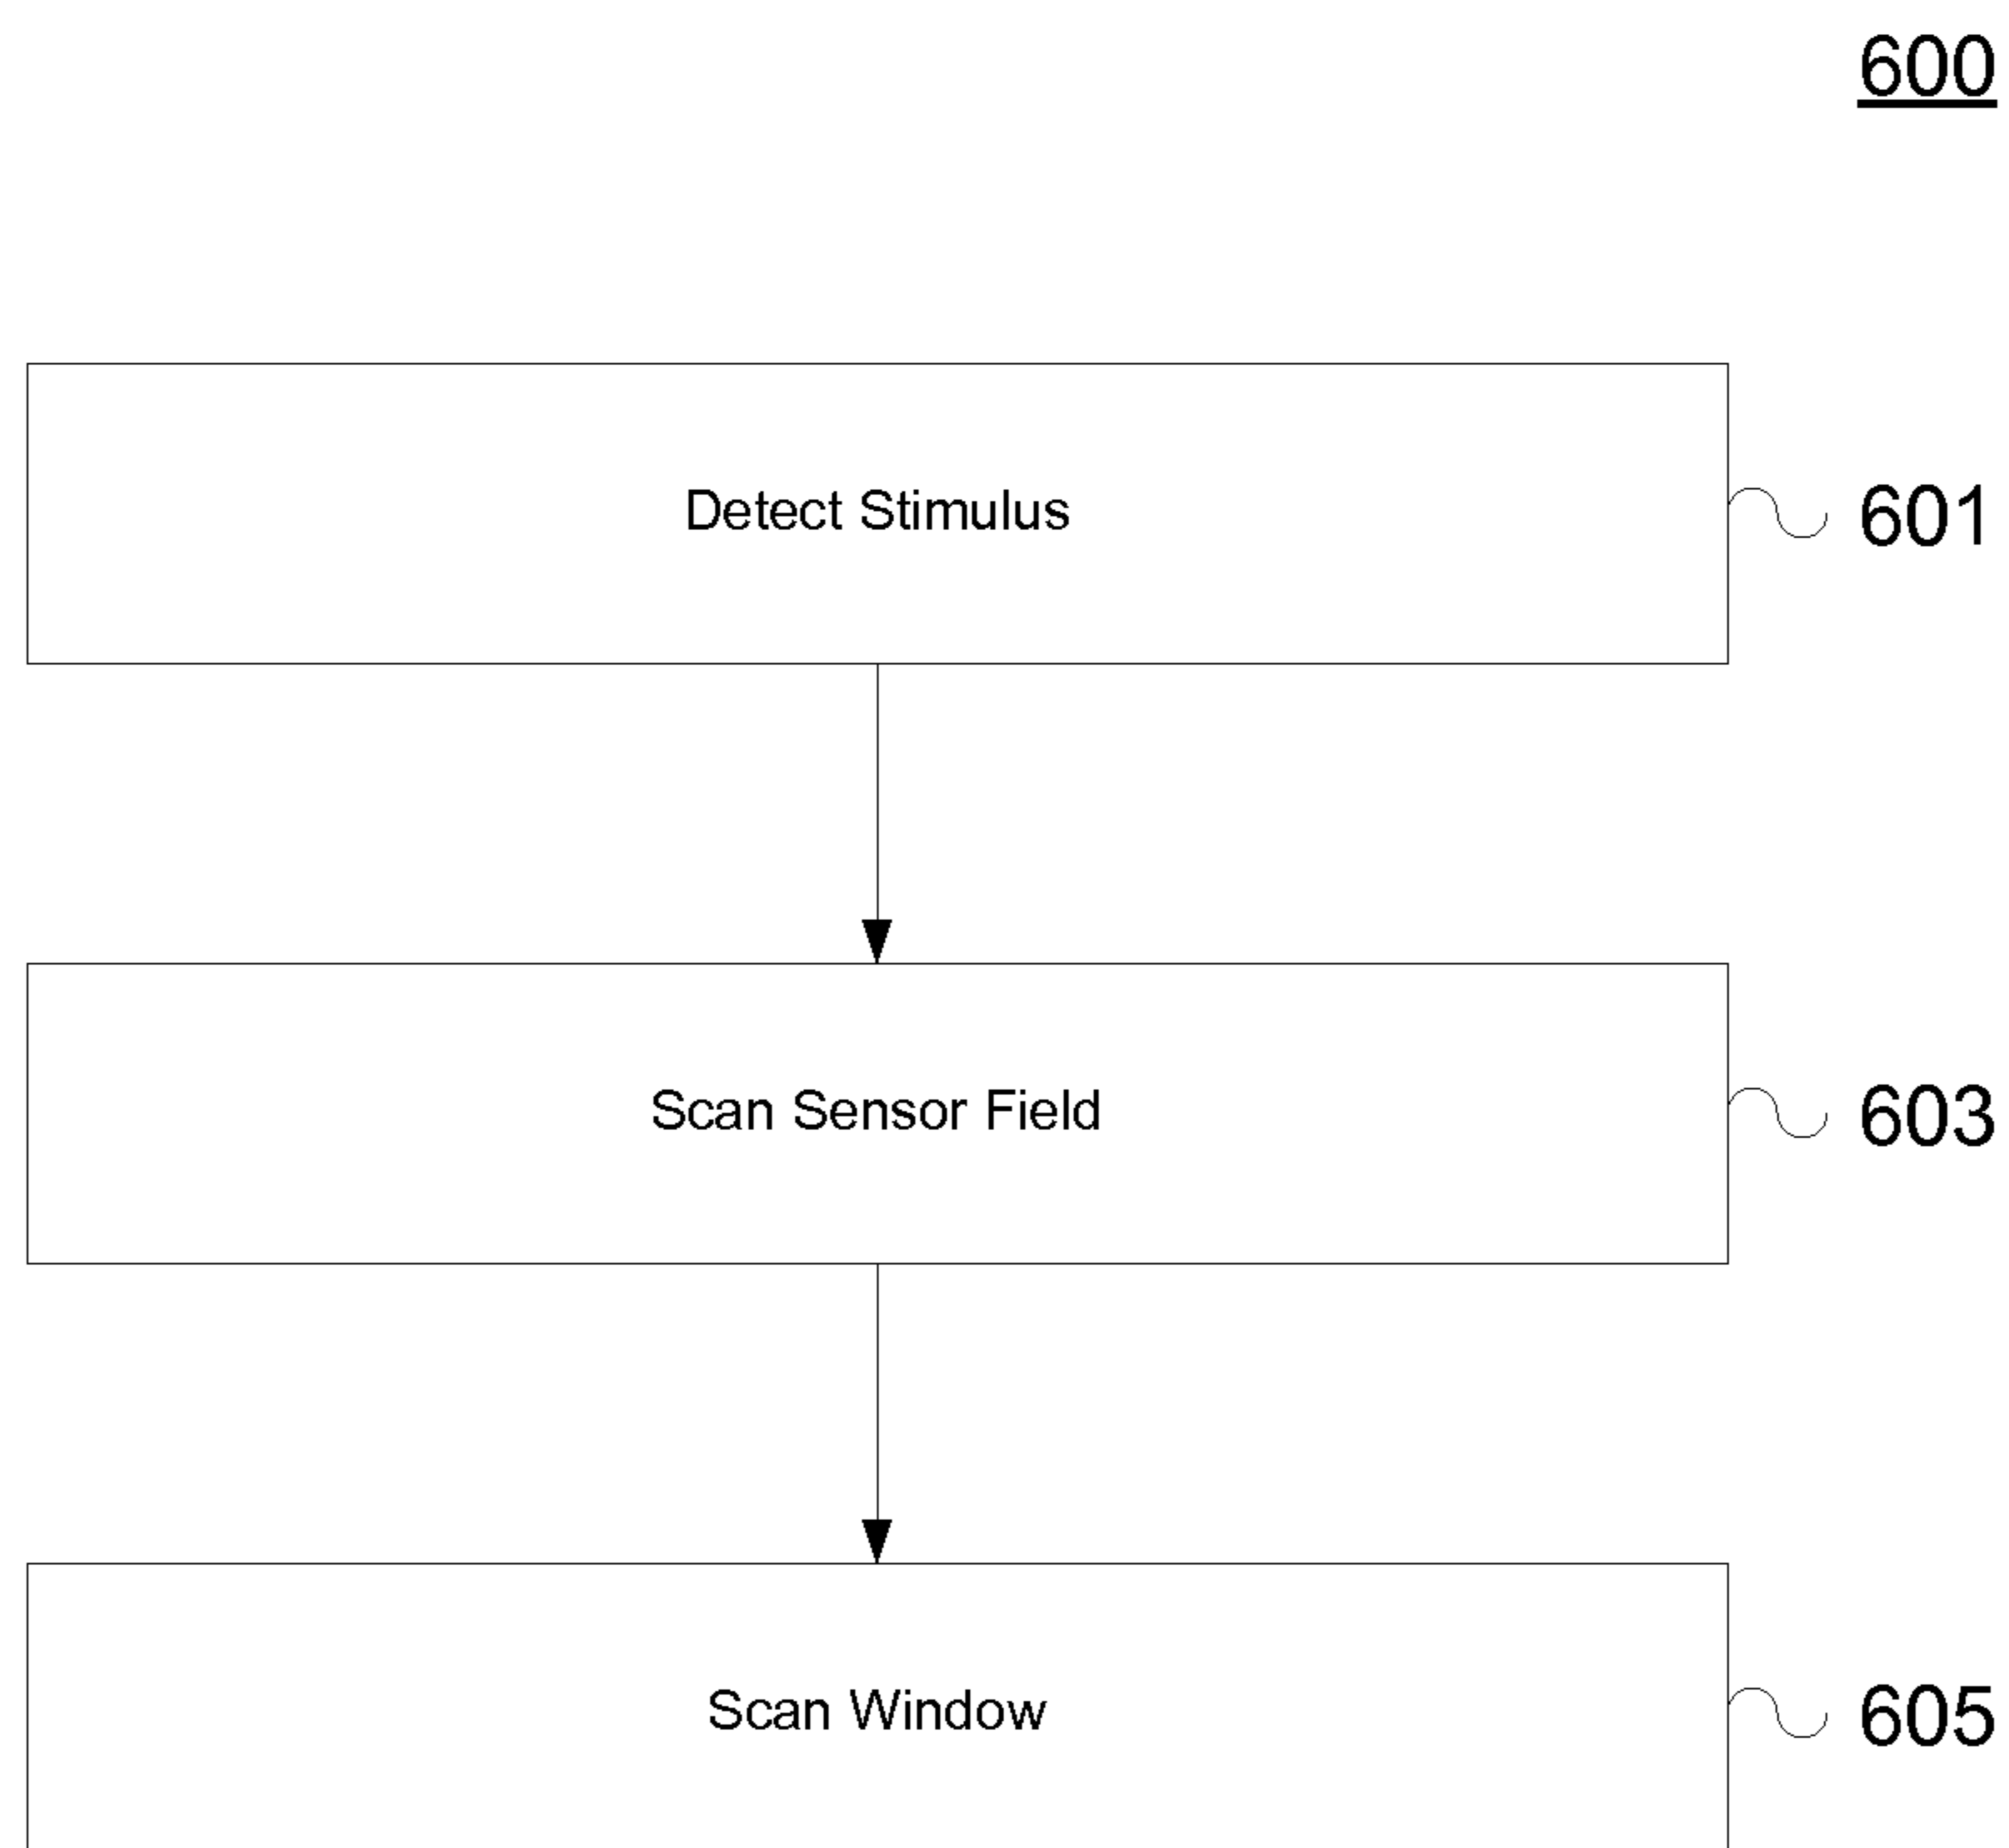 600
Detect Stimulus
601
Scan Sensor Field
603
Scan Window
605